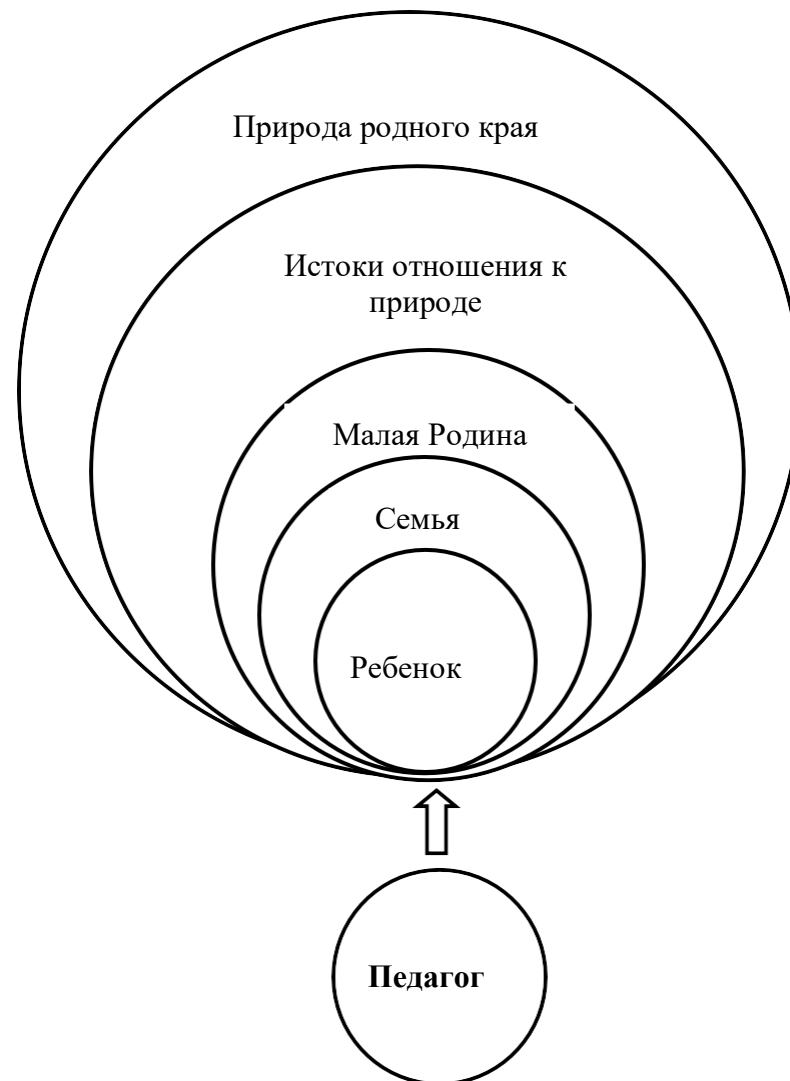 Природа родного края
Истоки отношения к
природе
Малая Родина
Семья
Ребенок
Педагог